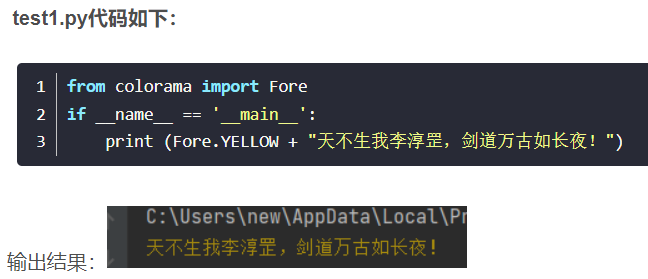 test1.py代码如下：
1 from colorama import Fore
2 if __name__ == '__main__':
3 print (Fore.YELLOW + "天不生我李淳罡，剑道万古如长夜！")
C:\Users\new\AppData\Local\Pr
输出结果：天不生我李淳罡，剑道万古如长夜！